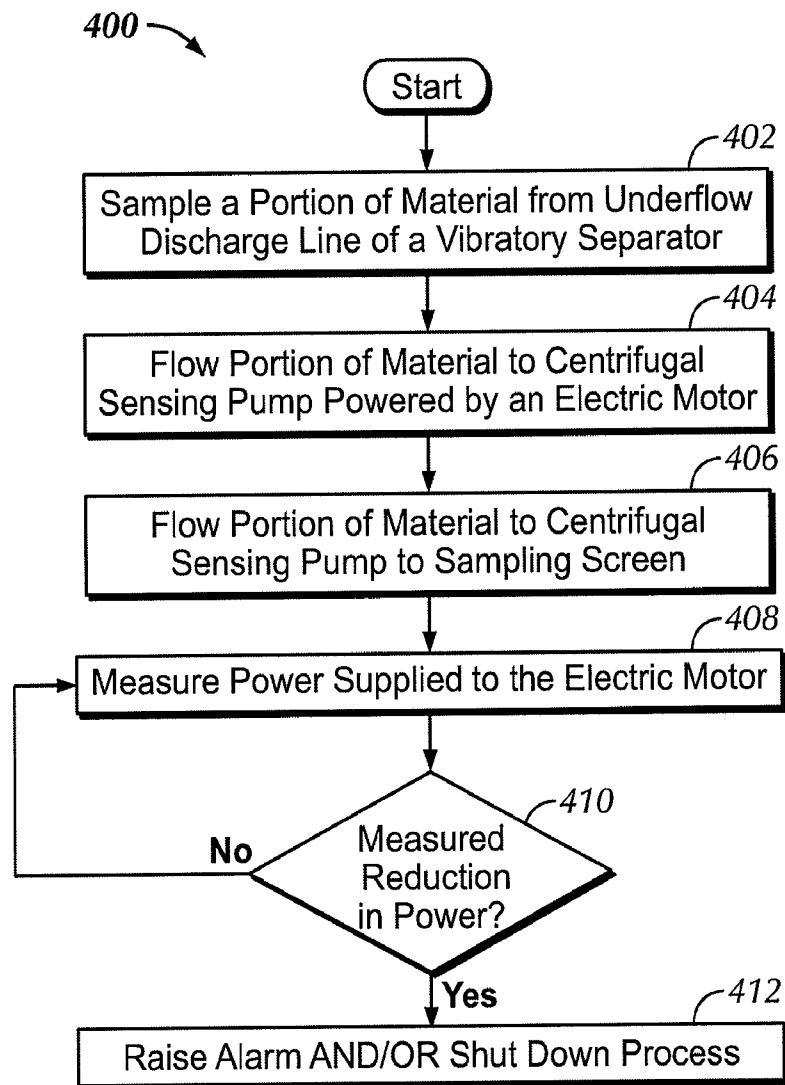 400
Start
402
Sample a Portion of Material from Underflow
Discharge Line of a Vibratory Separator
404
Flow Portion of Material to Centrifugal
Sensing Pump Powered by an Electric Motor
406
Flow Portion of Material to Centrifugal
Sensing Pump to Sampling Screen
408
Measure Power Supplied to the Electric Motor
410
Measured
Reduction
in Power?
No
Yes
412
Raise Alarm AND/OR Shut Down Process